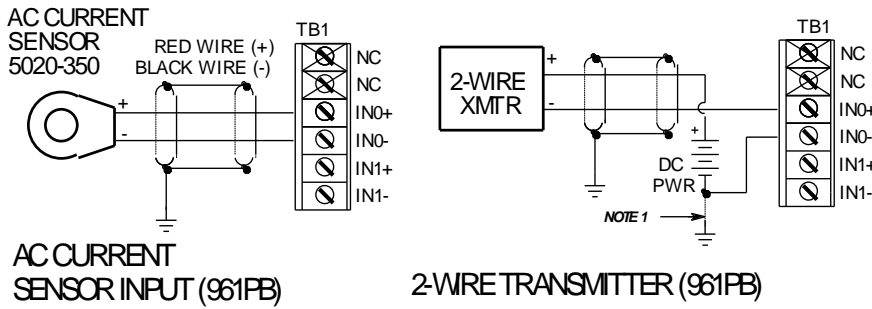 AC CURRENT
SENSOR
5020-350
RED WIRE (+)
BLACK WIRE (-)
+
-
TB1
NC
NC
IN0+
IN0-
IN1+
IN1-
AC CURRENT
SENSOR INPUT (961PB)
2-WIRE
XMTR
+
-
+
DC
PWR
NOTE 1
TB1
NC
NC
IN0+
IN0-
IN1+
IN1-
2-WIRE TRANSMITTER (961PB)